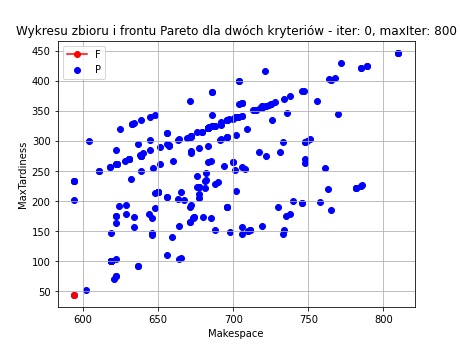 Wykresu zbioru i frontu Pareto dla dwóch kryteriów - iter: 0, maxIter: 800
F
P
450
400
350
300
250
200
150
100
50
MaxTardiness
600
650
700
750
800
Makespace